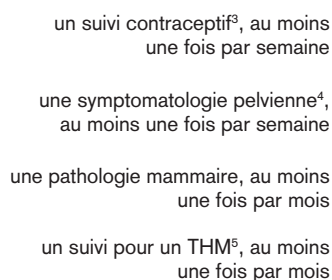 un suivi contraceptif³, au moins
une fois par semaine
une symptomatologie pelvienne⁴,
au moins une fois par semaine
une pathologie mammaire, au moins
une fois par mois
un suivi pour un THM⁵, au moins
une fois par mois